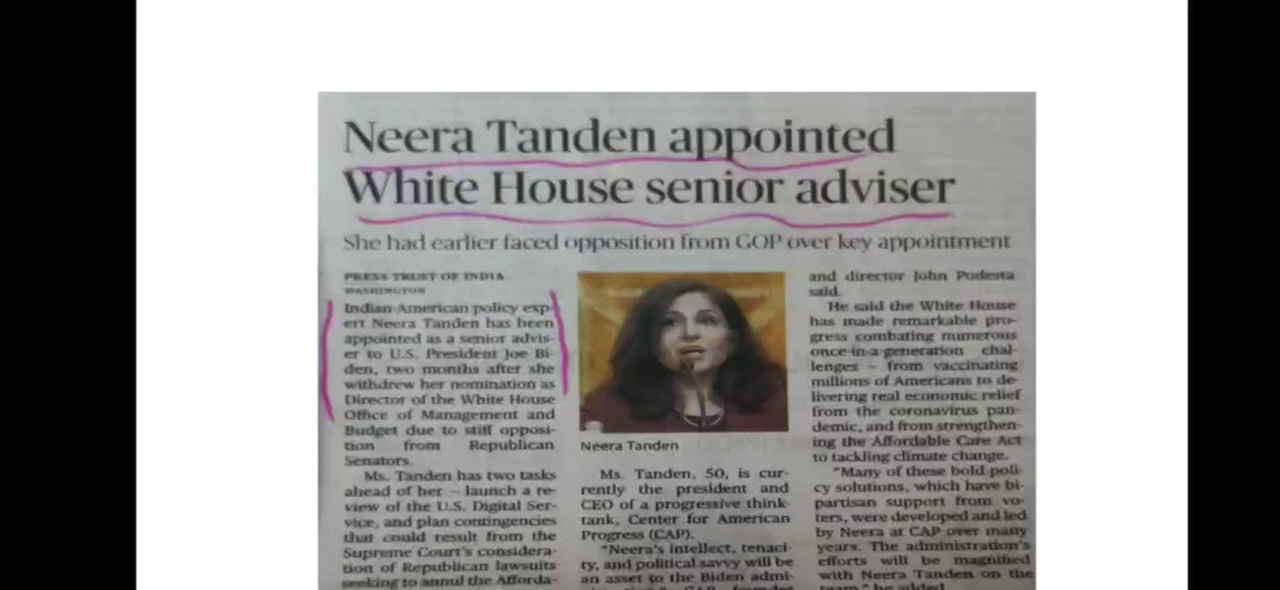 Neera Tanden appointed
White House senior adviser
She had earlier faced opposition from GOP over key appointment
PRESS TRUST OF INDIA
WASHINGTON
Indian-American policy exp-
ert Neera Tanden has been
appointed as a senior advis-
er to U.S. President Joe Bi-
den, two months after she
withdrew her nomination as
Director of the White House
Office of Management and
Budget due to stiff opposi-
tion from Republican
Senators.
Ms. Tanden has two tasks
ahead of her – launch a re-
view of the U.S. Digital Ser-
vice, and plan contingencies
that could result from the
Supreme Court's considera-
tion of Republican lawsuits
seeking to annul the Afforda-
Neera Tanden
Ms. Tanden, 50, is cur-
rently the president and
CEO of a progressive think-
tank, Center for American
Progress (CAP).
"Neera's intellect, tenaci-
ty, and political savvy will be
an asset to the Biden admi-
and director John Podesta
said.
He said the White House
has made remarkable pro-
gress combating numerous
once-in-a-generation chal-
lenges – from vaccinating
millions of Americans to de-
livering real economic relief
from the coronavirus pan-
demic, and from strengthen-
ing the Affordable Care Act
to tackling climate change.
"Many of these bold poli-
cy solutions, which have bi-
partisan support from vo-
ters, were developed and led
by Neera at CAP over many
years. The administration's
efforts will be magnified
with Neera Tanden on the
team," he added.